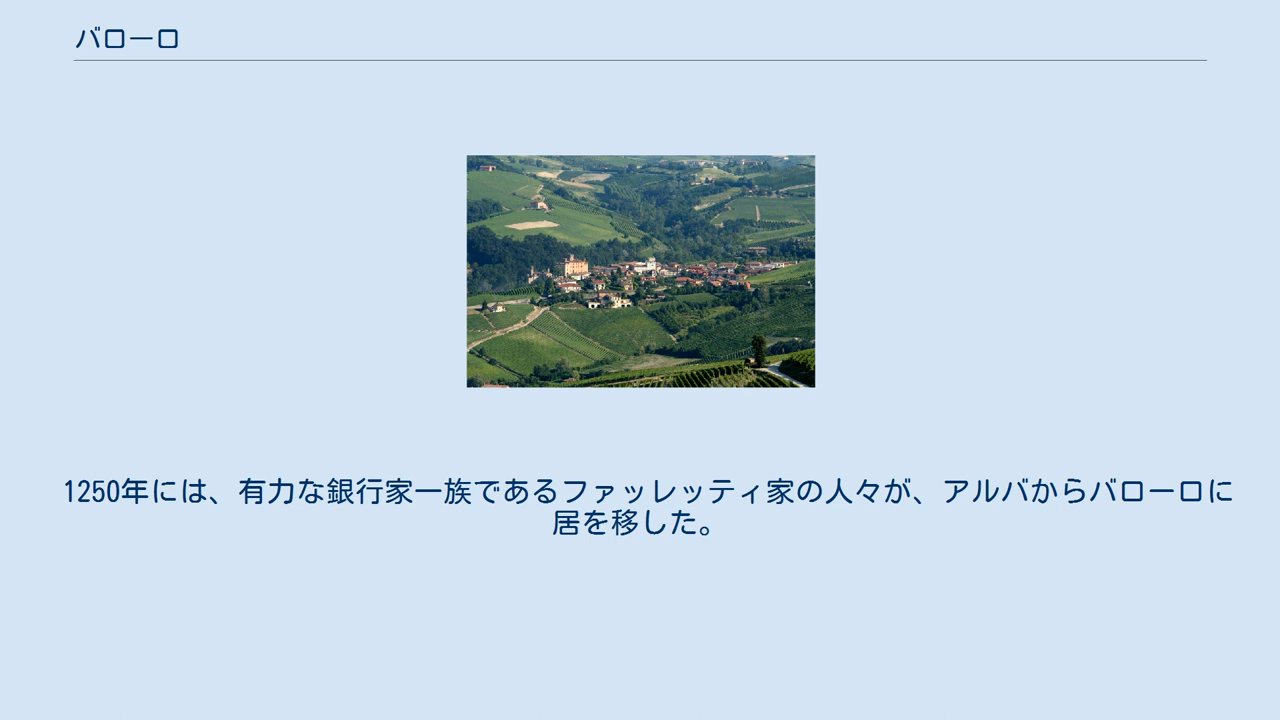 バローロ
1250年には、有力な銀行家一族であるファッレッティ家の人々が、アルバからバローロに
居を移した。